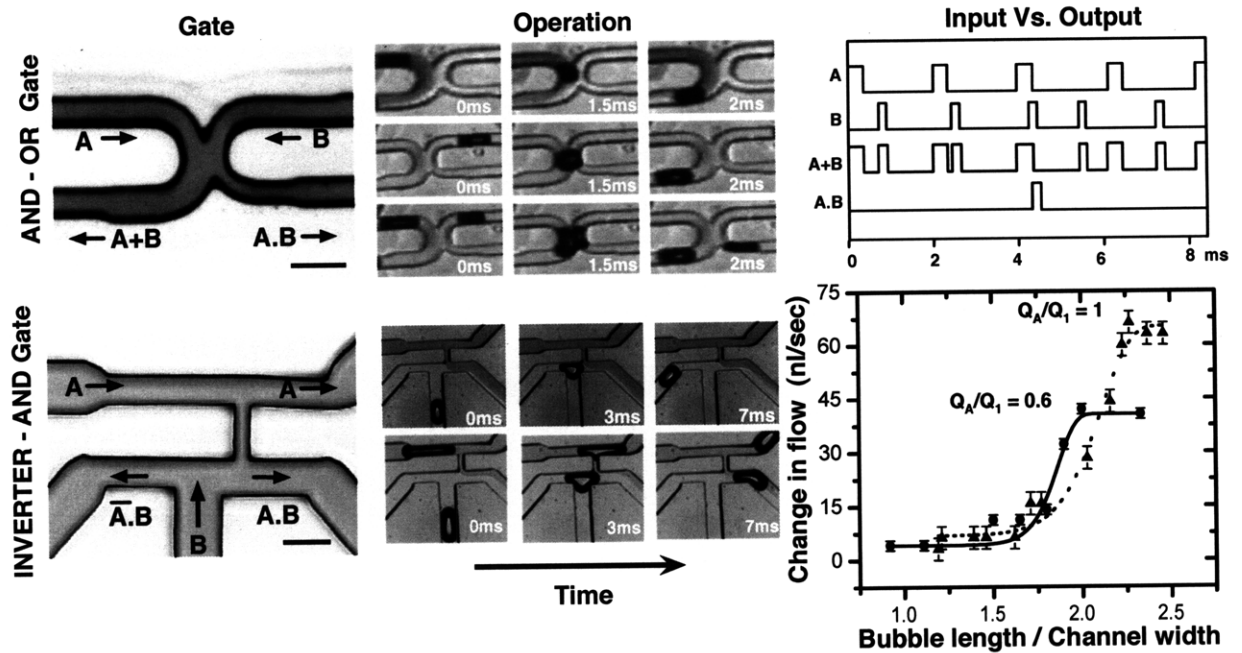 Gate
Operation
Input Vs. Output
AND - OR Gate
A
B
A+B
A.B
0ms
1.5ms
2ms
0ms
1.5ms
2ms
0ms
1.5ms
2ms
A
B
A+B
A.B
0 2 4 6 8 ms
INVERTER - AND Gate
A
A
A̅.B
B
A.B
0ms
3ms
7ms
0ms
3ms
7ms
Time
Change in flow (nl/sec)
75
60
45
30
15
0
Q_A/Q_1 = 1
Q_A/Q_1 = 0.6
1.0 1.5 2.0 2.5
Bubble length / Channel width